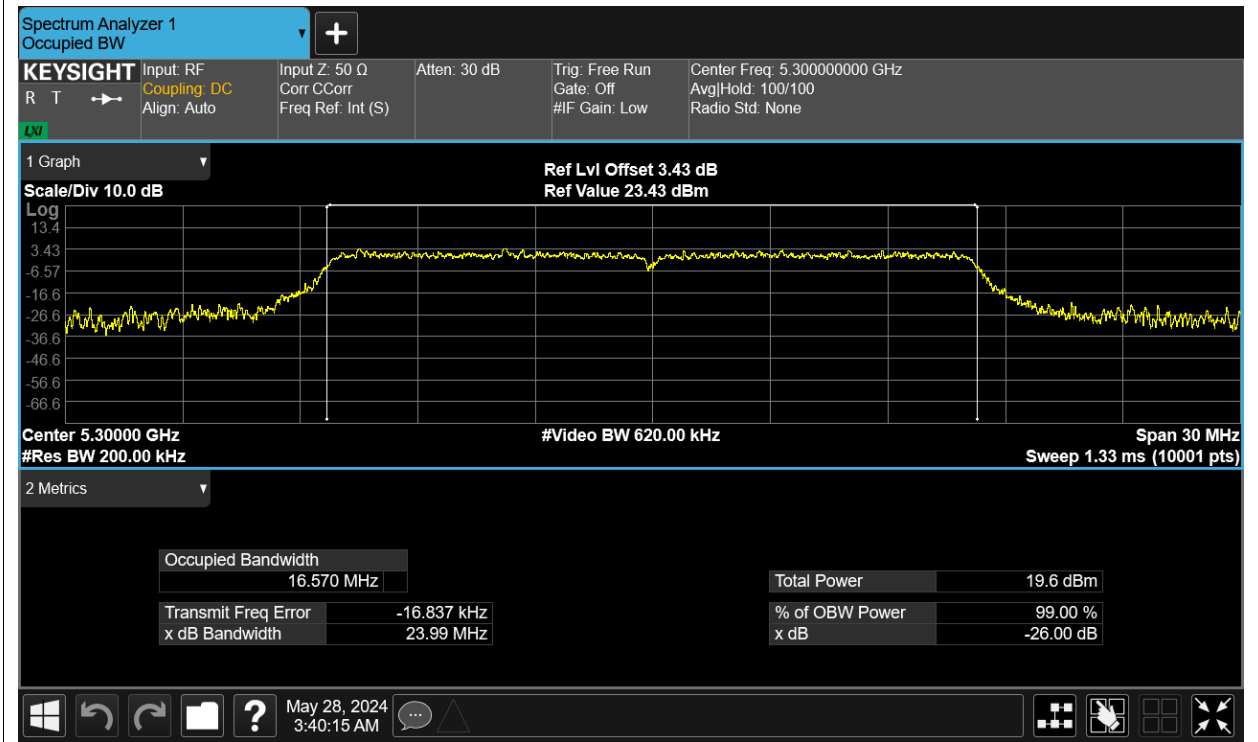 Spectrum Analyzer 1
Occupied BW
KEYSIGHT
R T
LXI
Input: RF
Coupling: DC
Align: Auto
Input Z: 50 Ω
Corr CCorr
Freq Ref: Int (S)
Atten: 30 dB
Trig: Free Run
Gate: Off
#IF Gain: Low
Center Freq: 5.300000000 GHz
Avg|Hold: 100/100
Radio Std: None
1 Graph
Scale/Div 10.0 dB
Ref Lvl Offset 3.43 dB
Ref Value 23.43 dBm
Log
13.4
3.43
-6.57
-16.6
-26.6
-36.6
-46.6
-56.6
-66.6
Center 5.30000 GHz
#Res BW 200.00 kHz
#Video BW 620.00 kHz
Span 30 MHz
Sweep 1.33 ms (10001 pts)
2 Metrics
Occupied Bandwidth
16.570 MHz
Transmit Freq Error -16.837 kHz
x dB Bandwidth 23.99 MHz
Total Power 19.6 dBm
% of OBW Power 99.00 %
x dB -26.00 dB
?
May 28, 2024
3:40:15 AM